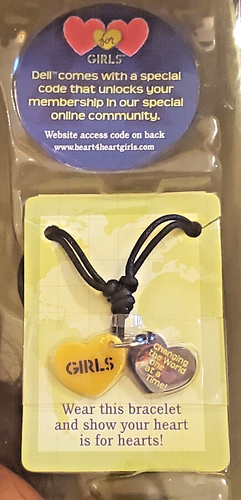 for
GIRLS™
Dell™ comes with a special
code that unlocks your
membership in our special
online community.
Website access code on back
www.heart4heartgirls.com
GIRLS
Changing
the World
one
at a
Time!
Wear this bracelet
and show your heart
is for hearts!